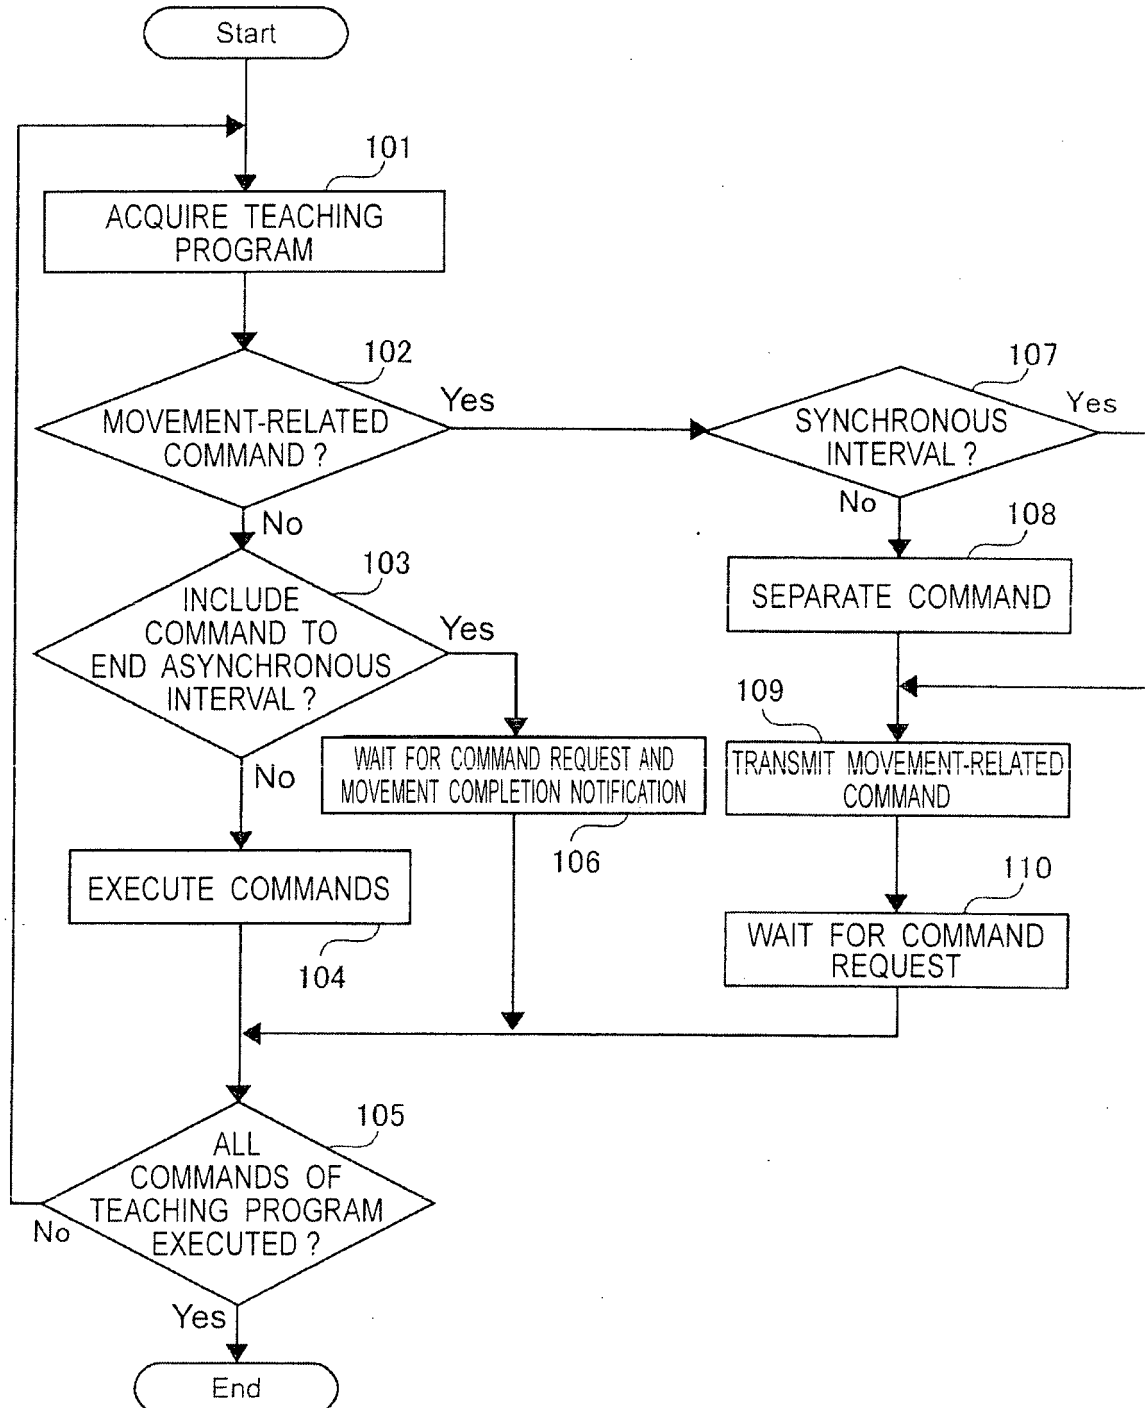 Start
101
ACQUIRE TEACHING
PROGRAM
102
MOVEMENT-RELATED
COMMAND ?
Yes
No
107
SYNCHRONOUS
INTERVAL ?
Yes
No
103
INCLUDE
COMMAND TO
END ASYNCHRONOUS
INTERVAL ?
Yes
No
108
SEPARATE COMMAND
109
TRANSMIT MOVEMENT-RELATED
COMMAND
WAIT FOR COMMAND REQUEST AND
MOVEMENT COMPLETION NOTIFICATION
106
EXECUTE COMMANDS
104
110
WAIT FOR COMMAND
REQUEST
105
ALL
COMMANDS OF
TEACHING PROGRAM
EXECUTED ?
No
Yes
End